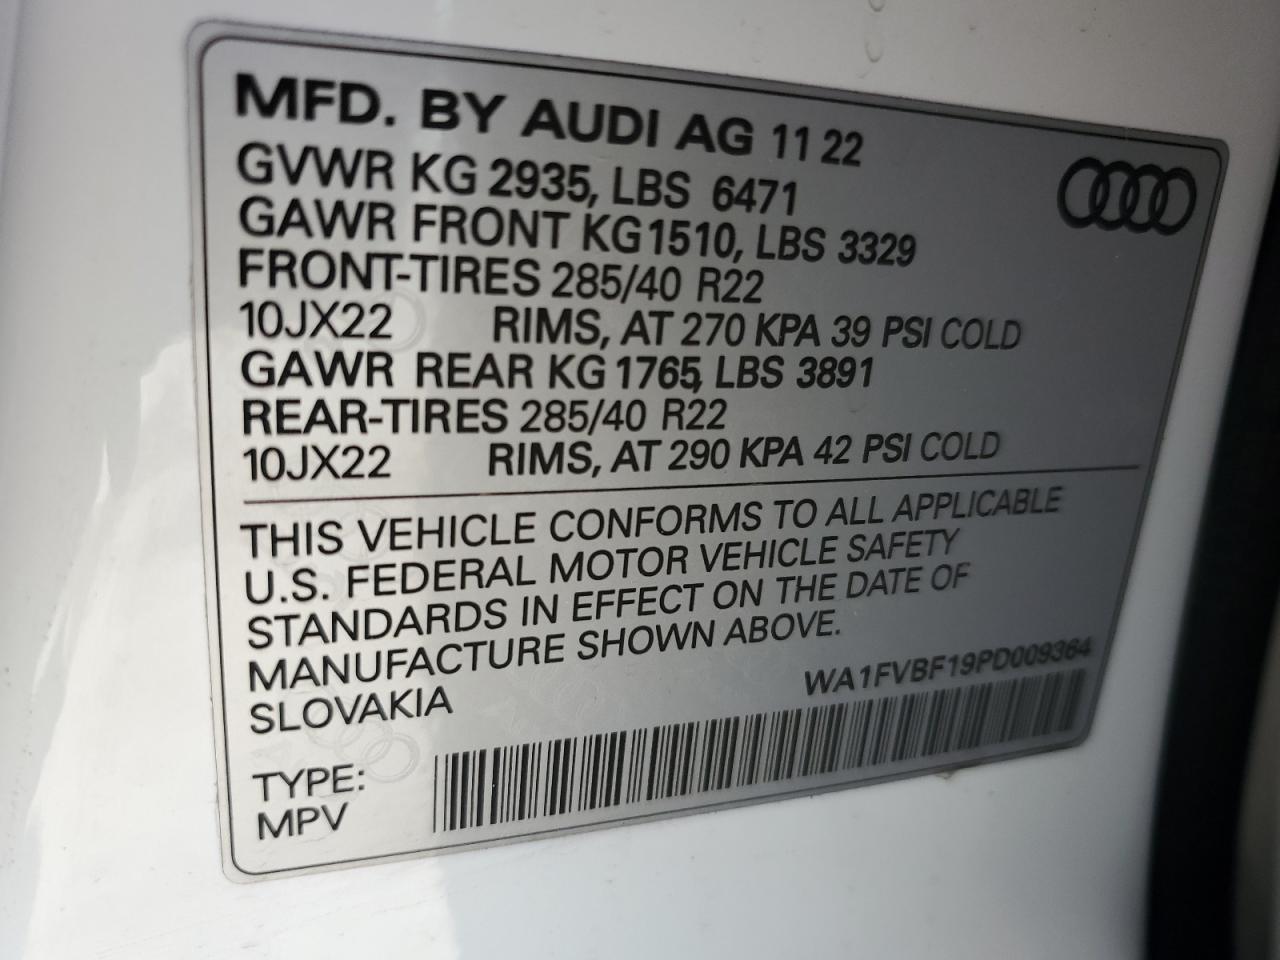 MFD. BY AUDI AG 11 22
GVWR KG 2935, LBS 6471
GAWR FRONT KG 1510, LBS 3329
FRONT-TIRES 285/40 R22
10JX22 RIMS, AT 270 KPA 39 PSI COLD
GAWR REAR KG 1765, LBS 3891
REAR-TIRES 285/40 R22
10JX22 RIMS, AT 290 KPA 42 PSI COLD
THIS VEHICLE CONFORMS TO ALL APPLICABLE
U.S. FEDERAL MOTOR VEHICLE SAFETY
STANDARDS IN EFFECT ON THE DATE OF
MANUFACTURE SHOWN ABOVE.
SLOVAKIA
WA1FVBF19PD009364
TYPE:
MPV